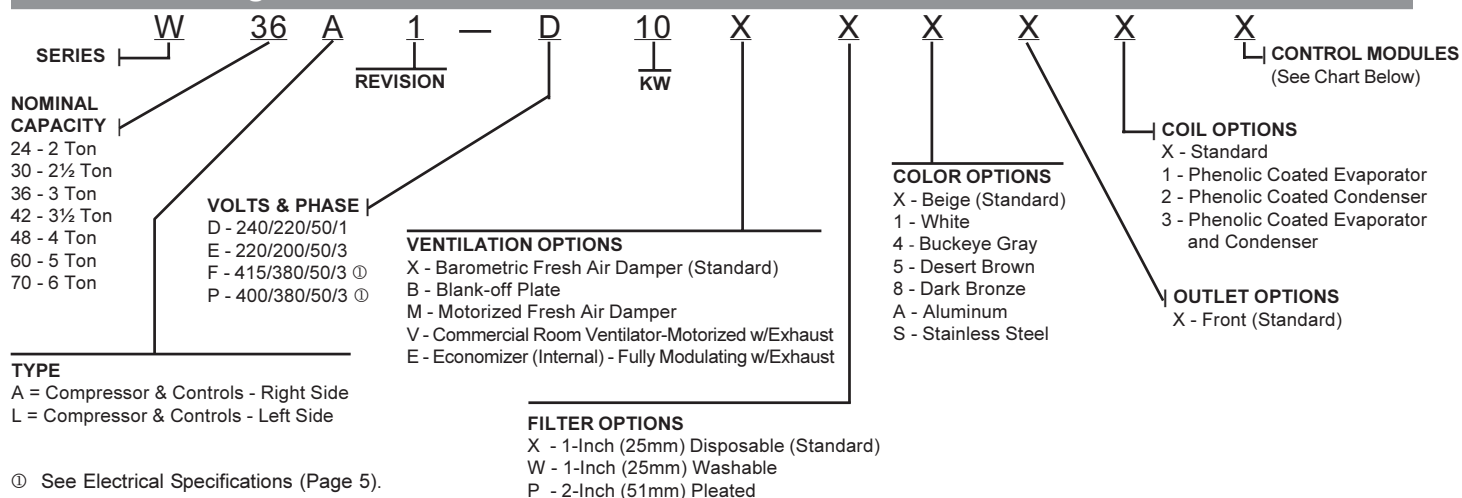 W 36 A 1 — D 10 X X X X X X
SERIES
REVISION
KW
CONTROL MODULES
(See Chart Below)
NOMINAL
CAPACITY
24 - 2 Ton
30 - 2½ Ton
36 - 3 Ton
42 - 3½ Ton
48 - 4 Ton
60 - 5 Ton
70 - 6 Ton
VOLTS & PHASE
D - 240/220/50/1
E - 220/200/50/3
F - 415/380/50/3 ①
P - 400/380/50/3 ①
VENTILATION OPTIONS
X - Barometric Fresh Air Damper (Standard)
B - Blank-off Plate
M - Motorized Fresh Air Damper
V - Commercial Room Ventilator-Motorized w/Exhaust
E - Economizer (Internal) - Fully Modulating w/Exhaust
COLOR OPTIONS
X - Beige (Standard)
1 - White
4 - Buckeye Gray
5 - Desert Brown
8 - Dark Bronze
A - Aluminum
S - Stainless Steel
COIL OPTIONS
X - Standard
1 - Phenolic Coated Evaporator
2 - Phenolic Coated Condenser
3 - Phenolic Coated Evaporator
and Condenser
OUTLET OPTIONS
X - Front (Standard)
TYPE
A = Compressor & Controls - Right Side
L = Compressor & Controls - Left Side
FILTER OPTIONS
X - 1-Inch (25mm) Disposable (Standard)
W - 1-Inch (25mm) Washable
P - 2-Inch (51mm) Pleated
① See Electrical Specifications (Page 5).